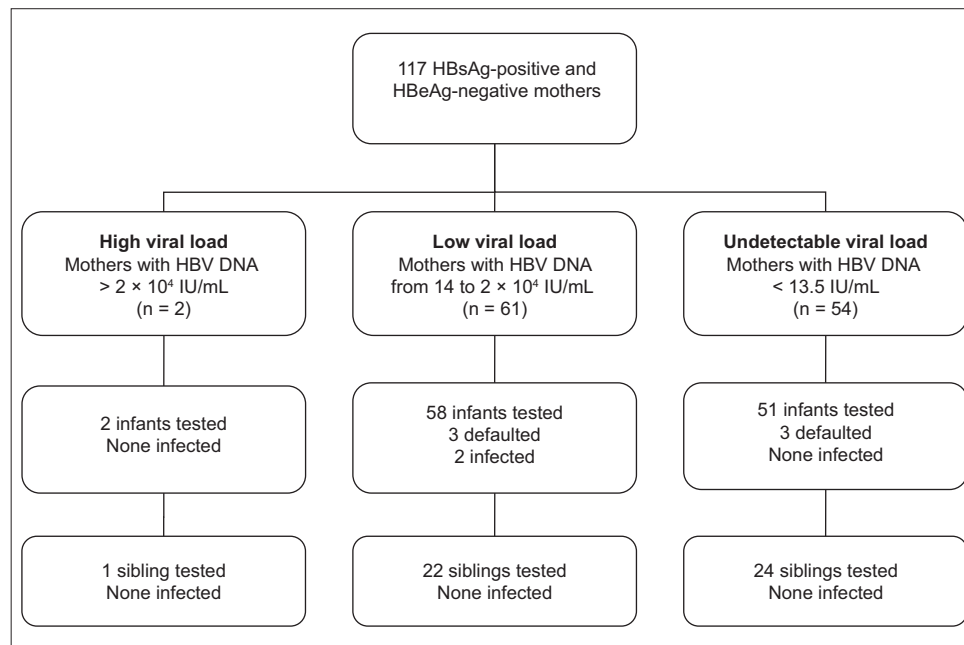 117 HBsAg-positive and
HBeAg-negative mothers
High viral load
Mothers with HBV DNA
> 2 × 10⁴ IU/mL
(n = 2)
Low viral load
Mothers with HBV DNA
from 14 to 2 × 10⁴ IU/mL
(n = 61)
Undetectable viral load
Mothers with HBV DNA
< 13.5 IU/mL
(n = 54)
2 infants tested
None infected
58 infants tested
3 defaulted
2 infected
51 infants tested
3 defaulted
None infected
1 sibling tested
None infected
22 siblings tested
None infected
24 siblings tested
None infected